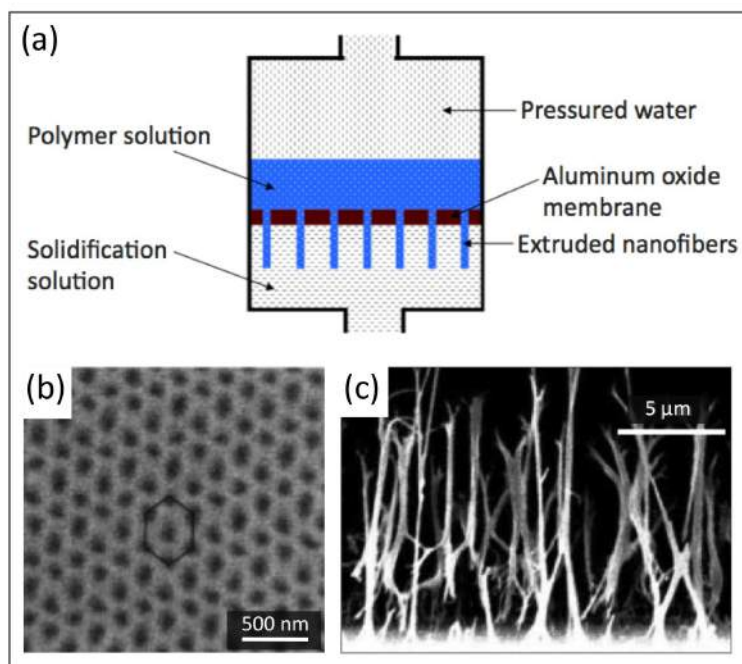 (a)
Polymer solution
Pressured water
Aluminum oxide
membrane
Solidification
solution
Extruded nanofibers
(b)
500 nm
(c)
5 µm